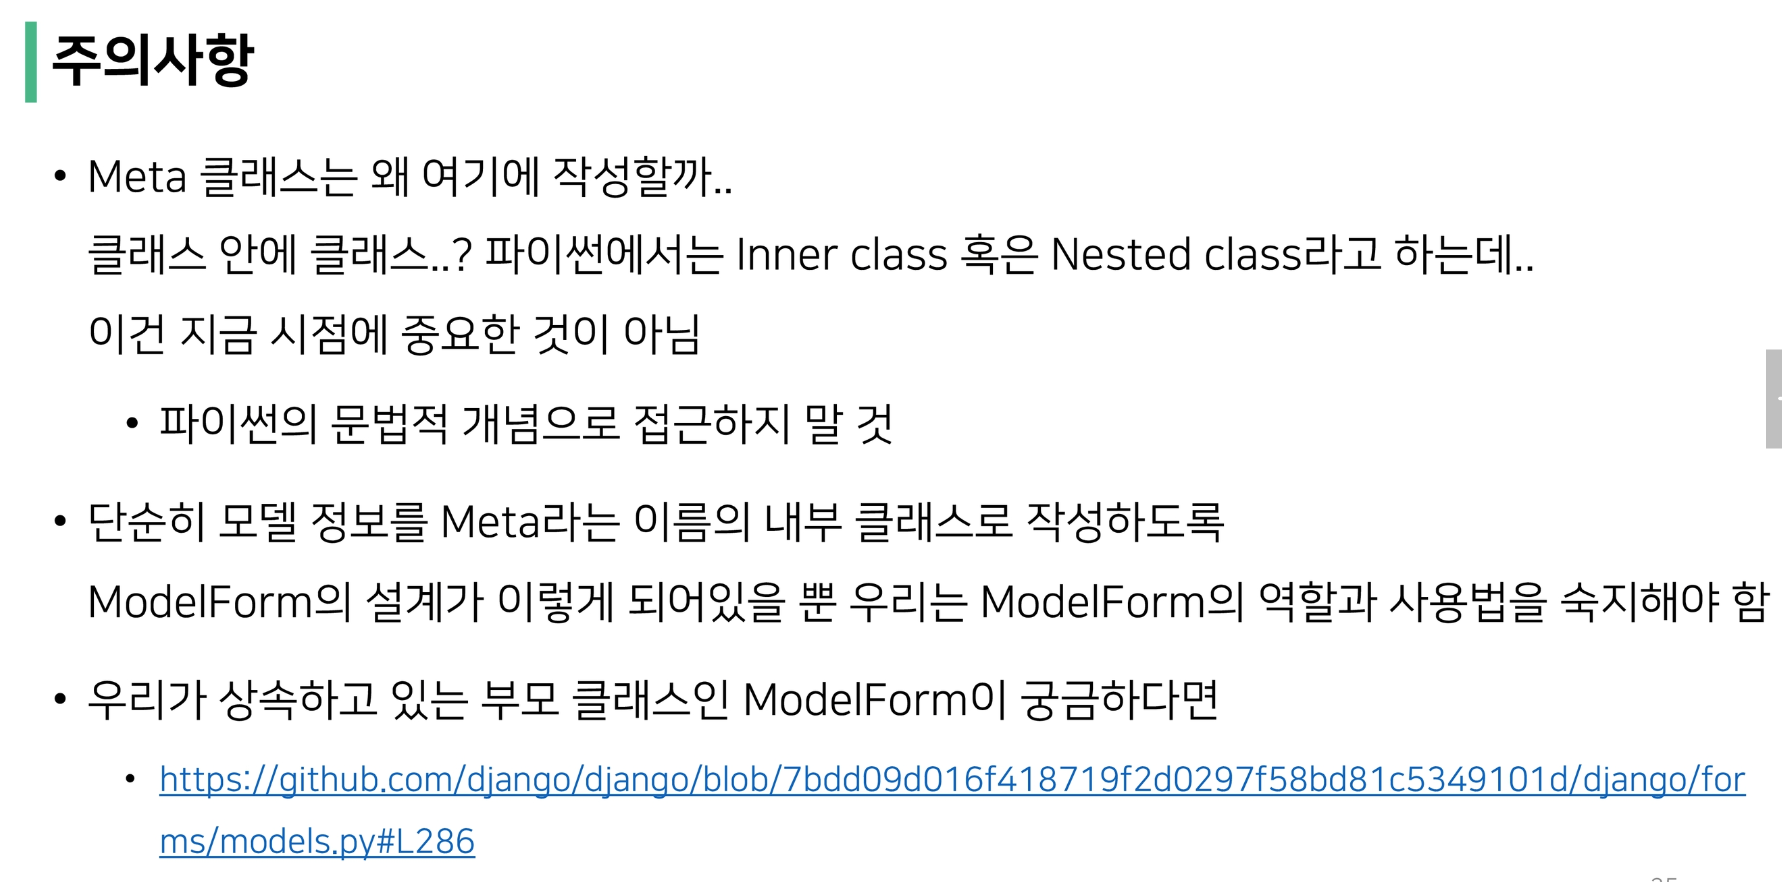 주의사항
• Meta 클래스는 왜 여기에 작성할까..
클래스 안에 클래스..? 파이썬에서는 Inner class 혹은 Nested class라고 하는데..
이건 지금 시점에 중요한 것이 아님
• 파이썬의 문법적 개념으로 접근하지 말 것
• 단순히 모델 정보를 Meta라는 이름의 내부 클래스로 작성하도록
ModelForm의 설계가 이렇게 되어있을 뿐 우리는 ModelForm의 역할과 사용법을 숙지해야 함
• 우리가 상속하고 있는 부모 클래스인 ModelForm이 궁금하다면
• https://github.com/django/django/blob/7bdd09d016f418719f2d0297f58bd81c5349101d/django/for
ms/models.py#L286